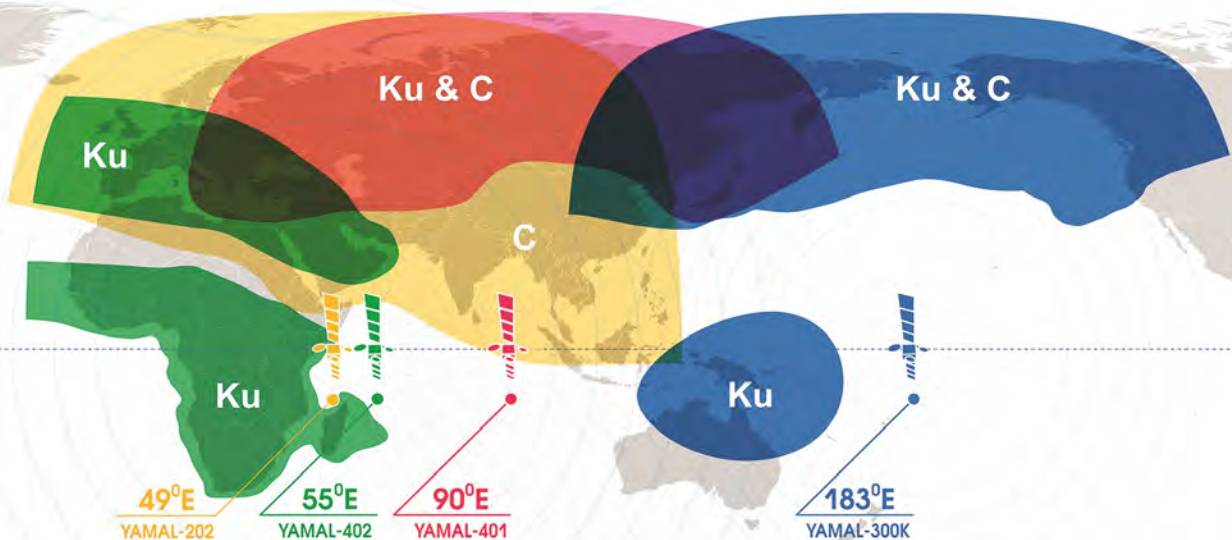 Ku & C
Ku & C
Ku
C
Ku
Ku
49⁰E
YAMAL-202
55⁰E
YAMAL-402
90⁰E
YAMAL-401
183⁰E
YAMAL-300K